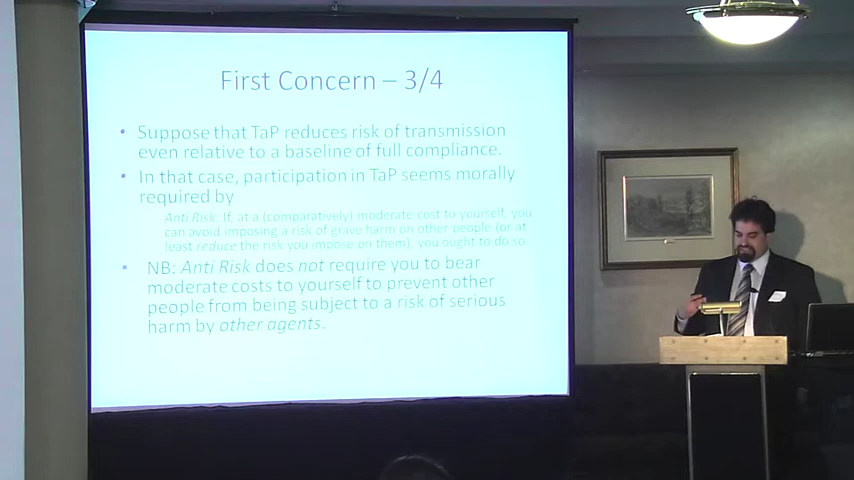 First Concern – 3/4
• Suppose that TaP reduces risk of transmission
even relative to a baseline of full compliance.
• In that case, participation in TaP seems morally
required by
Anti Risk: If, at a (comparatively) moderate cost to yourself, you
can avoid imposing a risk of grave harm on other people (or at
least reduce the risk you impose on them), you ought to do so.
• NB: Anti Risk does not require you to bear
moderate costs to yourself to prevent other
people from being subject to a risk of serious
harm by other agents.